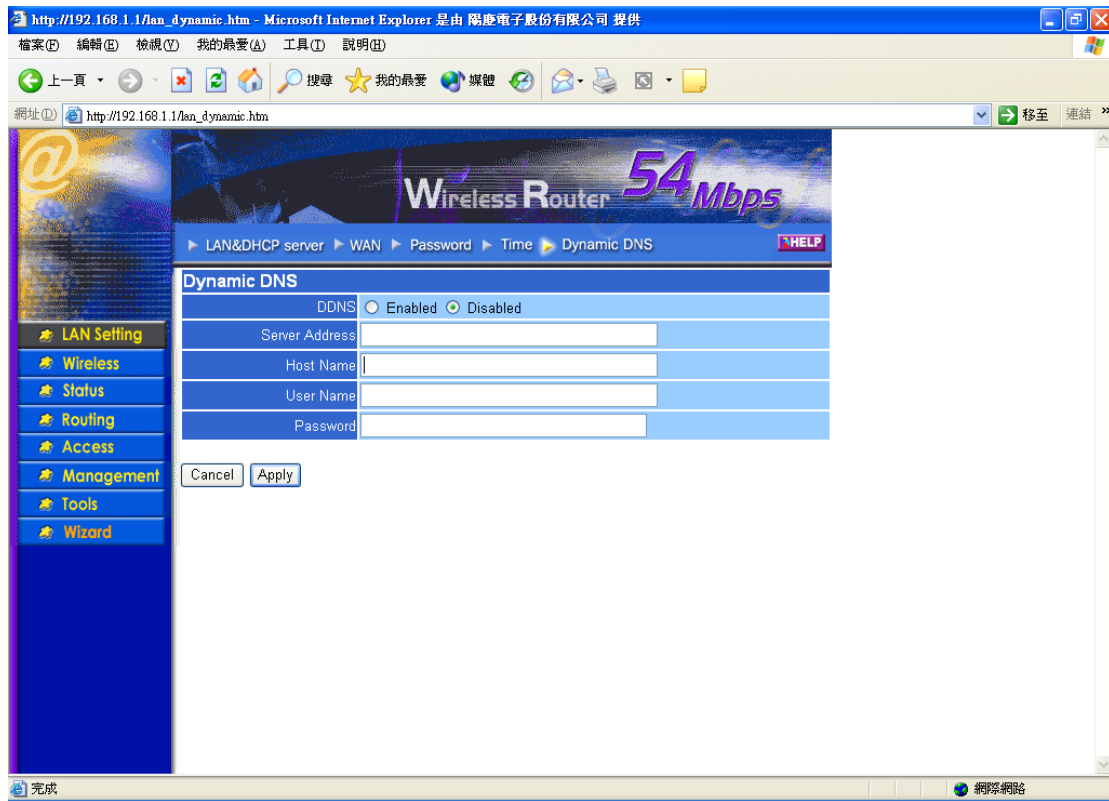 http://192.168.1.1/lan_dynamic.htm - Microsoft Internet Explorer 是由 陽慶電子股份有限公司 提供
檔案(F) 編輯(E) 檢視(V) 我的最愛(A) 工具(T) 說明(H)
上一頁 搜尋 我的最愛 媒體
網址(D) http://192.168.1.1/lan_dynamic.htm 移至 連結 »
@
Wireless Router 54Mbps
LAN&DHCP server WAN Password Time Dynamic DNS HELP
Dynamic DNS
DDNS Enabled Disabled
Server Address
Host Name
User Name
Password
Cancel Apply
LAN Setting
Wireless
Status
Routing
Access
Management
Tools
Wizard
完成 網際網路